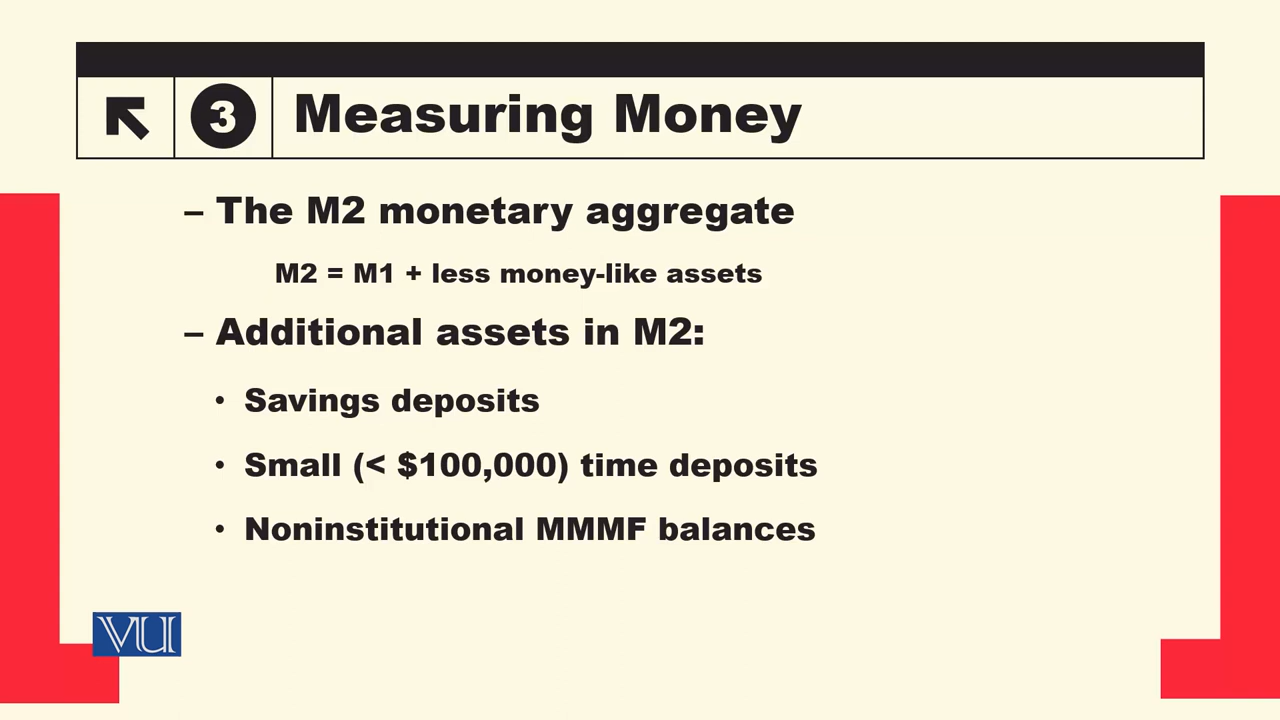 3 Measuring Money
– The M2 monetary aggregate
M2 = M1 + less money-like assets
– Additional assets in M2:
• Savings deposits
• Small (< $100,000) time deposits
• Noninstitutional MMMF balances
VU